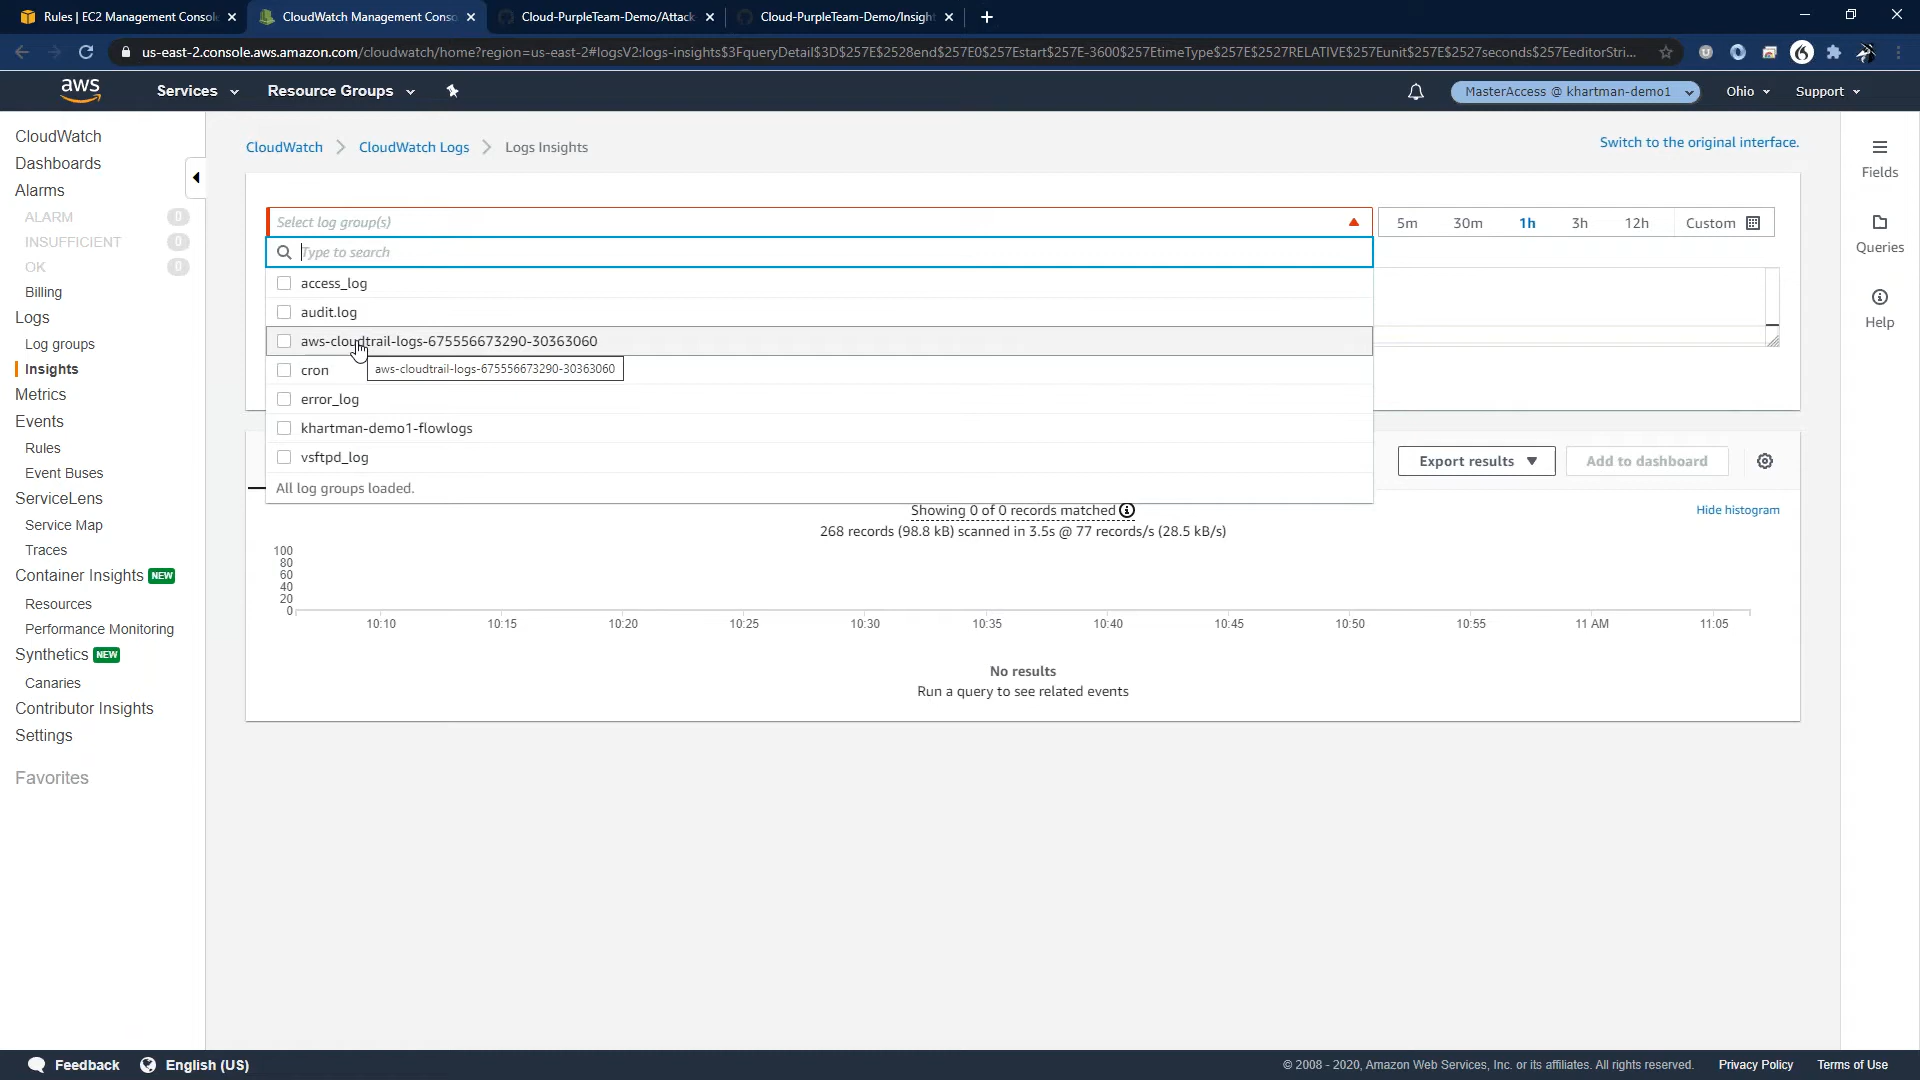 Rules | EC2 Management Consol
CloudWatch Management Conso
Cloud-PurpleTeam-Demo/Attack
Cloud-PurpleTeam-Demo/Insight
us-east-2.console.aws.amazon.com/cloudwatch/home?region=us-east-2#logsV2:logs-insights$3FqueryDetail$3D$257E$2528end$257E0$257Estart$257E-3600$257EtimeType$257E$2527RELATIVE$257Eunit$257E$2527seconds$257EeditorStri...
aws
Services
Resource Groups
MasterAccess @ khartman-demo1
Ohio
Support
CloudWatch
Dashboards
Alarms
ALARM 0
INSUFFICIENT 0
OK 0
Billing
Logs
Log groups
Insights
Metrics
Events
Rules
Event Buses
ServiceLens
Service Map
Traces
Container Insights NEW
Resources
Performance Monitoring
Synthetics NEW
Canaries
Contributor Insights
Settings
Favorites
CloudWatch
CloudWatch Logs
Logs Insights
Switch to the original interface.
Select log group(s)
5m 30m 1h 3h 12h Custom
Type to search
access_log
audit.log
aws-cloudtrail-logs-675556673290-30363060
cron
aws-cloudtrail-logs-675556673290-30363060
error_log
khartman-demo1-flowlogs
vsftpd_log
All log groups loaded.
Export results
Add to dashboard
Showing 0 of 0 records matched
Hide histogram
268 records (98.8 kB) scanned in 3.5s @ 77 records/s (28.5 kB/s)
100
80
60
40
20
0
10:10 10:15 10:20 10:25 10:30 10:35 10:40 10:45 10:50 10:55 11 AM 11:05
No results
Run a query to see related events
Fields
Queries
Help
Feedback
English (US)
© 2008 - 2020, Amazon Web Services, Inc. or its affiliates. All rights reserved.
Privacy Policy
Terms of Use